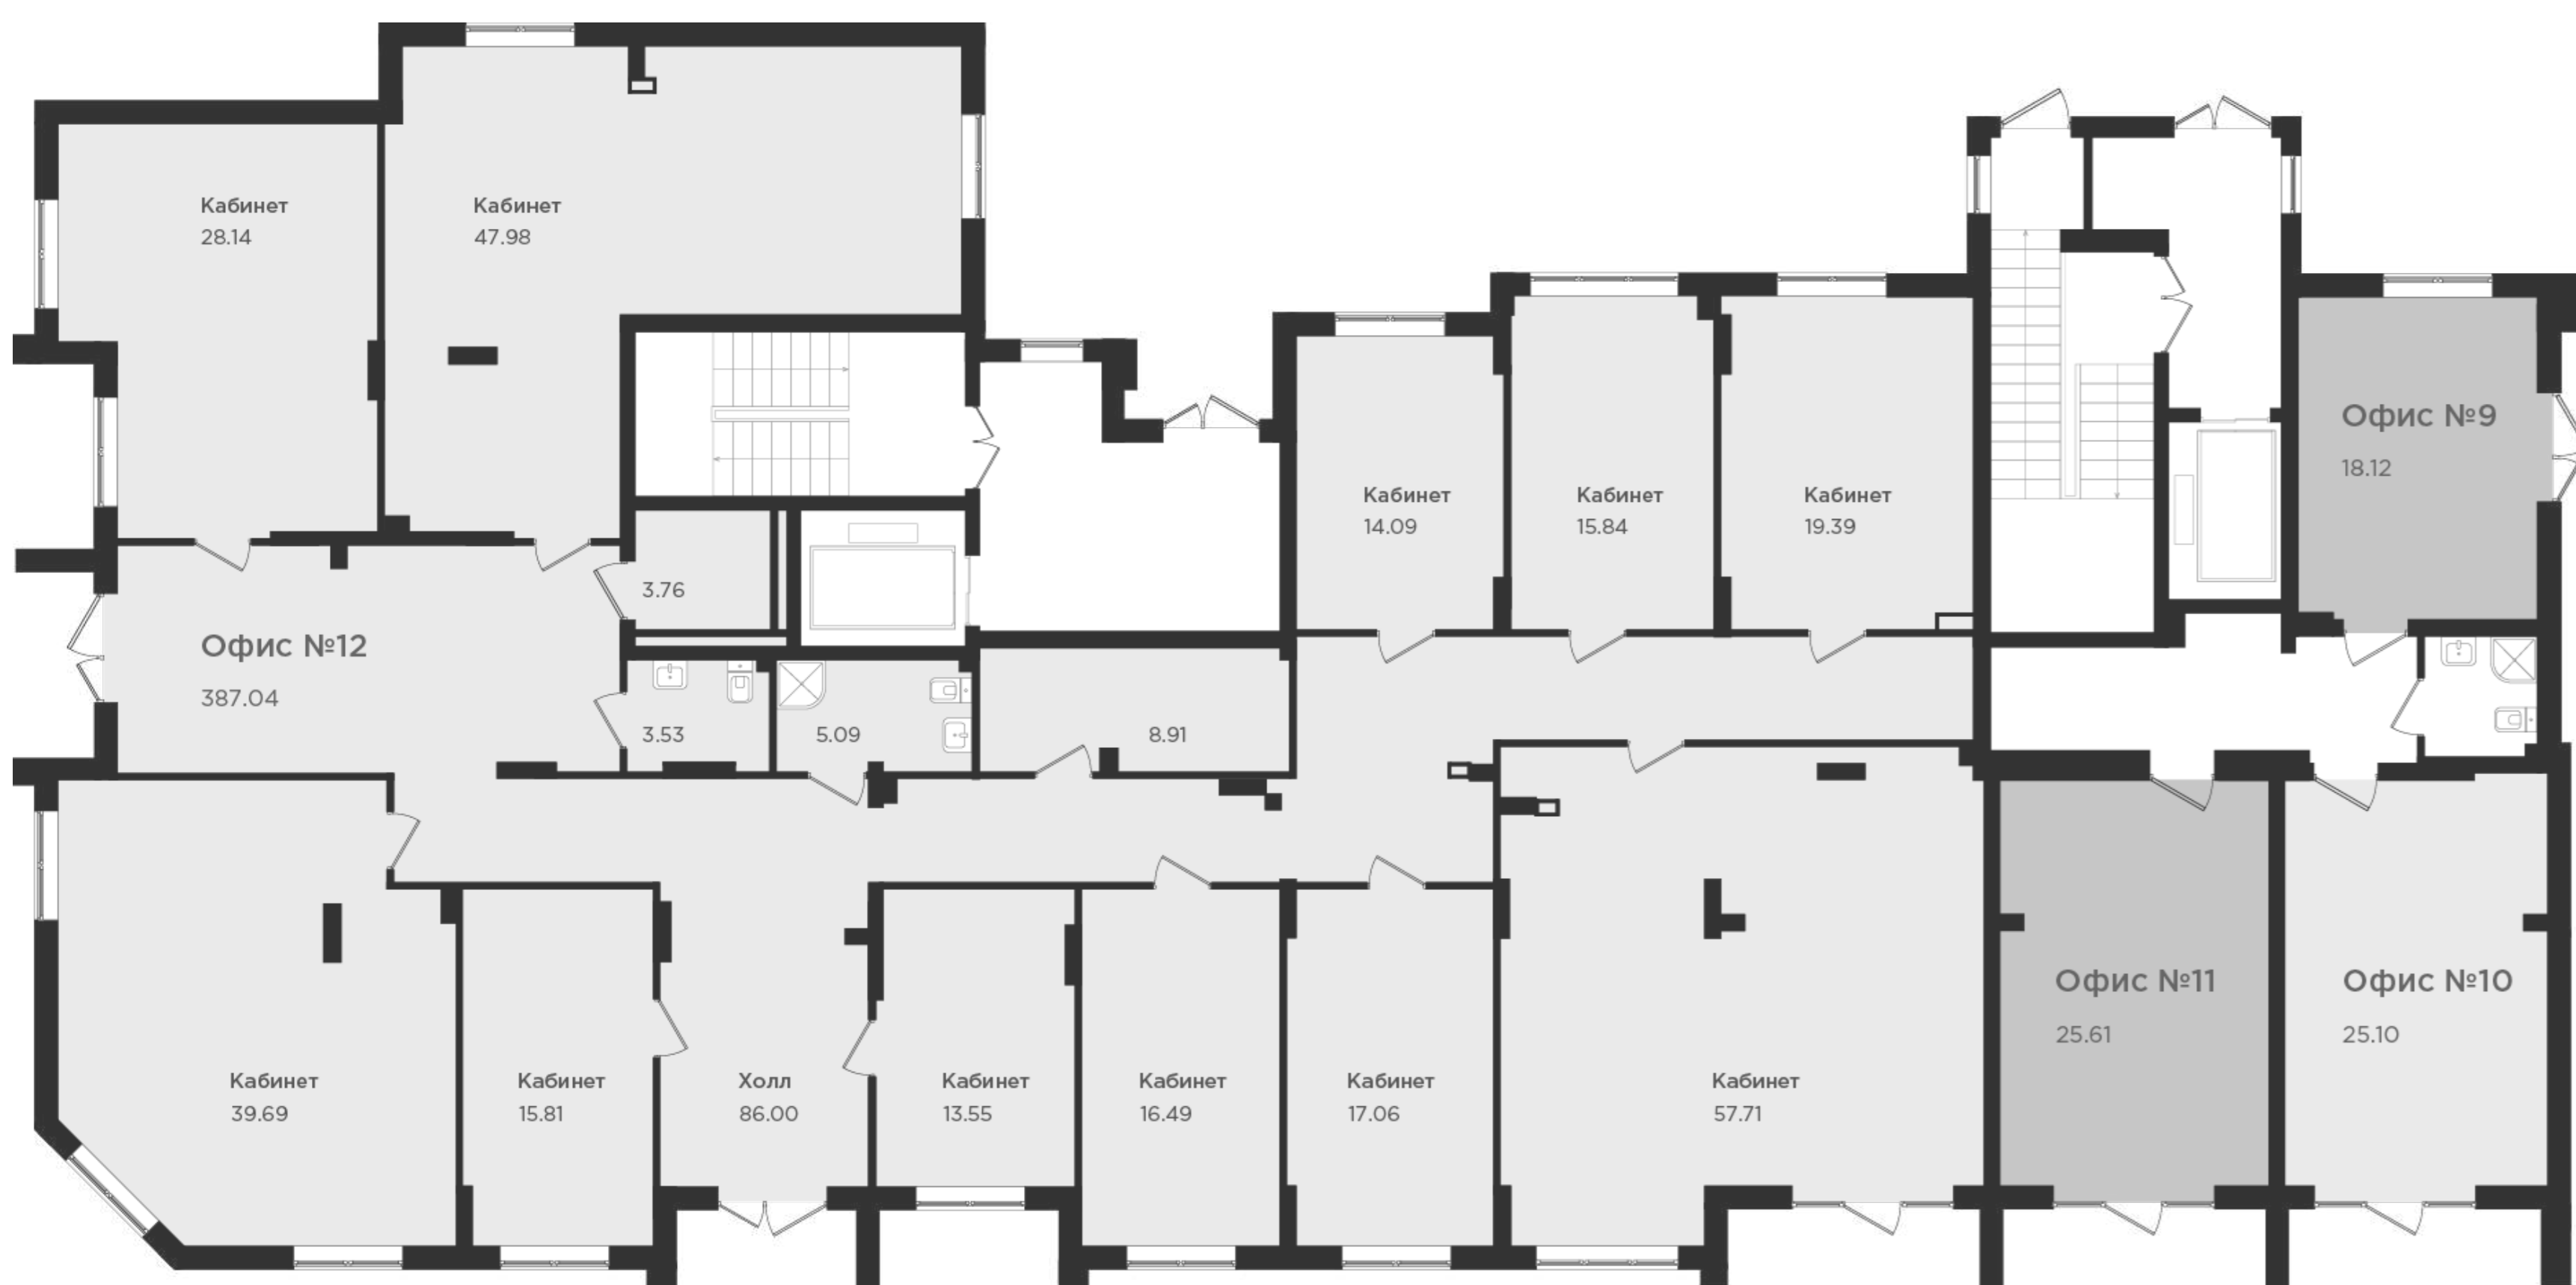 Кабинет
28.14
Кабинет
47.98
Офис №9
18.12
Кабинет
14.09
Кабинет
15.84
Кабинет
19.39
3.76
Офис №12
387.04
3.53
5.09
8.91
Офис №11
25.61
Офис №10
25.10
Кабинет
39.69
Кабинет
15.81
Холл
86.00
Кабинет
13.55
Кабинет
16.49
Кабинет
17.06
Кабинет
57.71